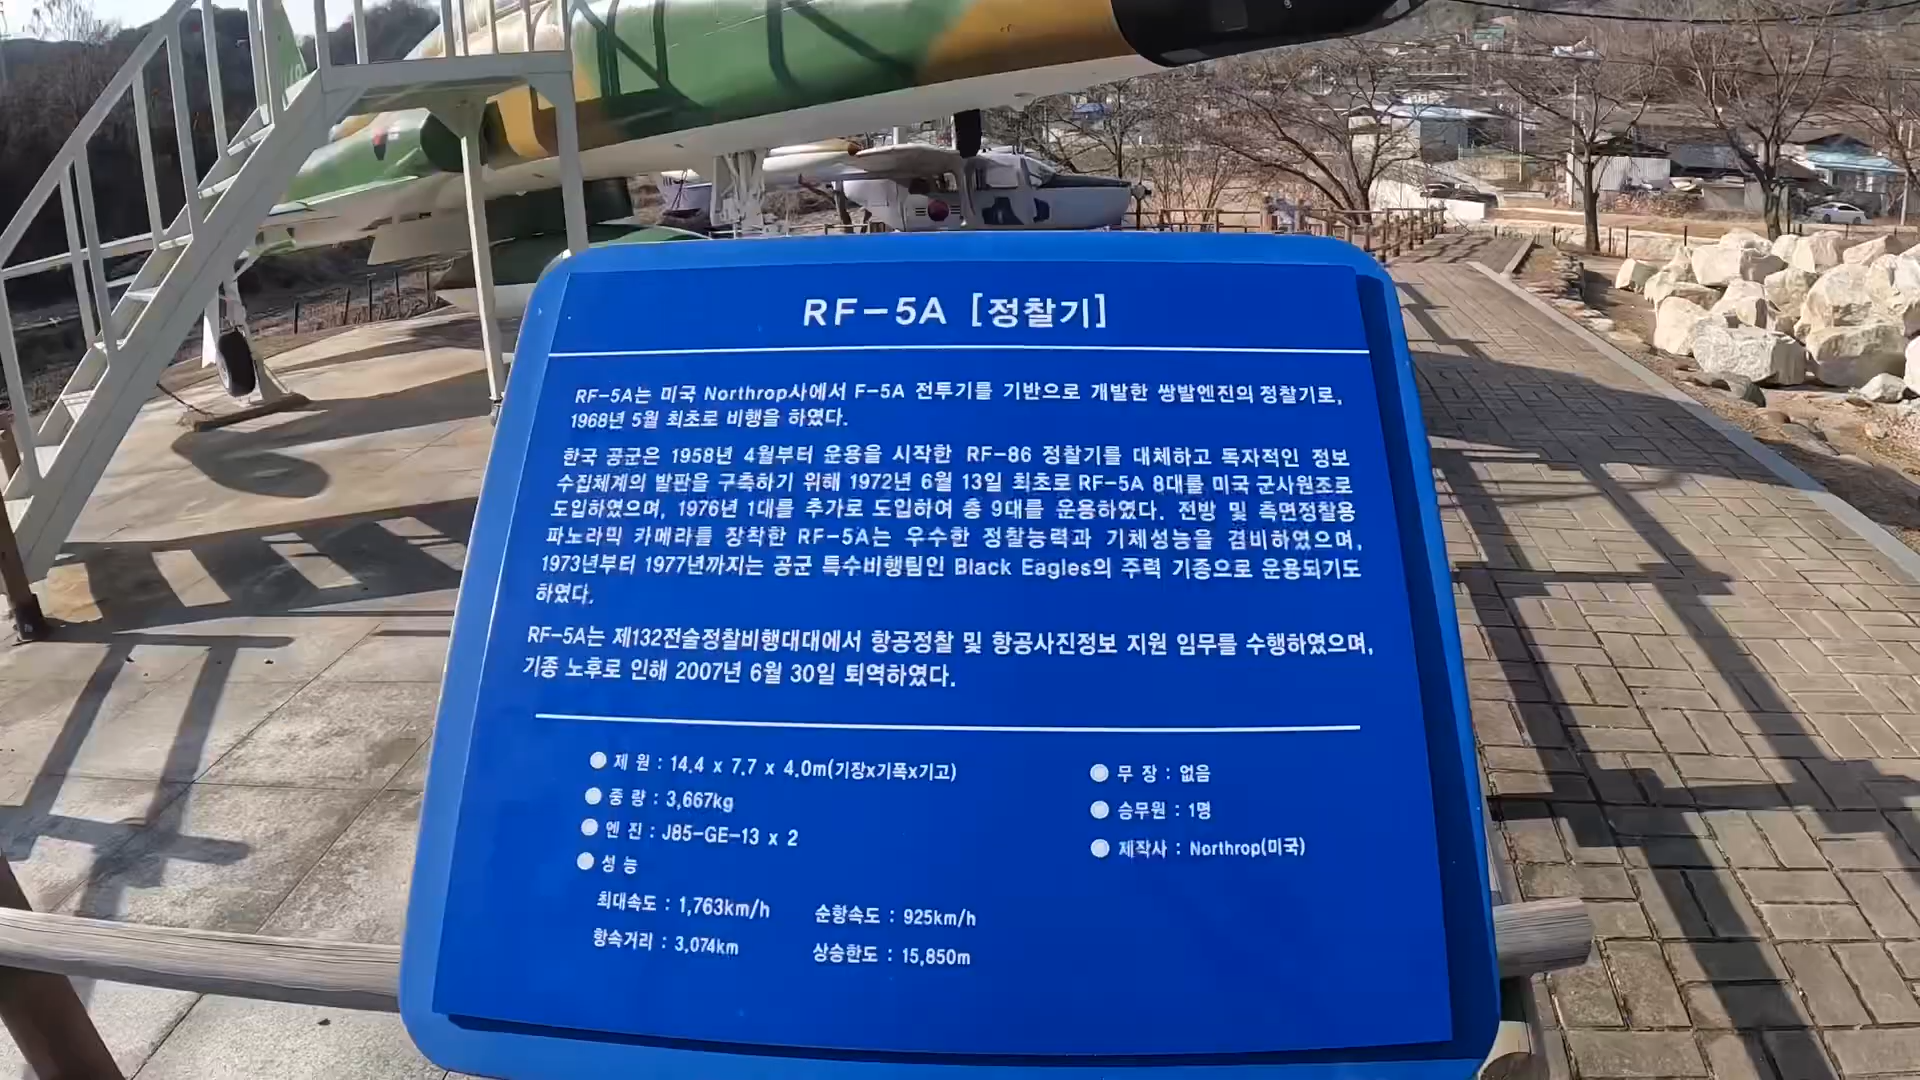 RF-5A [정찰기]
RF-5A는 미국 Northrop사에서 F-5A 전투기를 기반으로 개발한 쌍발엔진의 정찰기로,
1968년 5월 최초로 비행을 하였다.
한국 공군은 1958년 4월부터 운용을 시작한 RF-86 정찰기를 대체하고 독자적인 정보
수집체계의 발판을 구축하기 위해 1972년 6월 13일 최초로 RF-5A 8대를 미국 군사원조로
도입하였으며, 1976년 1대를 추가로 도입하여 총 9대를 운용하였다. 전방 및 측면정찰용
파노라믹 카메라를 장착한 RF-5A는 우수한 정찰능력과 기체성능을 겸비하였으며,
1973년부터 1977년까지는 공군 특수비행팀인 Black Eagles의 주력 기종으로 운용되기도
하였다.
RF-5A는 제132전술정찰비행대대에서 항공정찰 및 항공사진정보 지원 임무를 수행하였으며,
기종 노후로 인해 2007년 6월 30일 퇴역하였다.
● 제 원 : 14.4 x 7.7 x 4.0m(기장x기폭x기고)
● 중 량 : 3,667kg
● 엔 진 : J85-GE-13 x 2
● 성 능
최대속도 : 1,763km/h 순항속도 : 925km/h
항속거리 : 3,074km 상승한도 : 15,850m
● 무 장 : 없음
● 승무원 : 1명
● 제작사 : Northrop(미국)